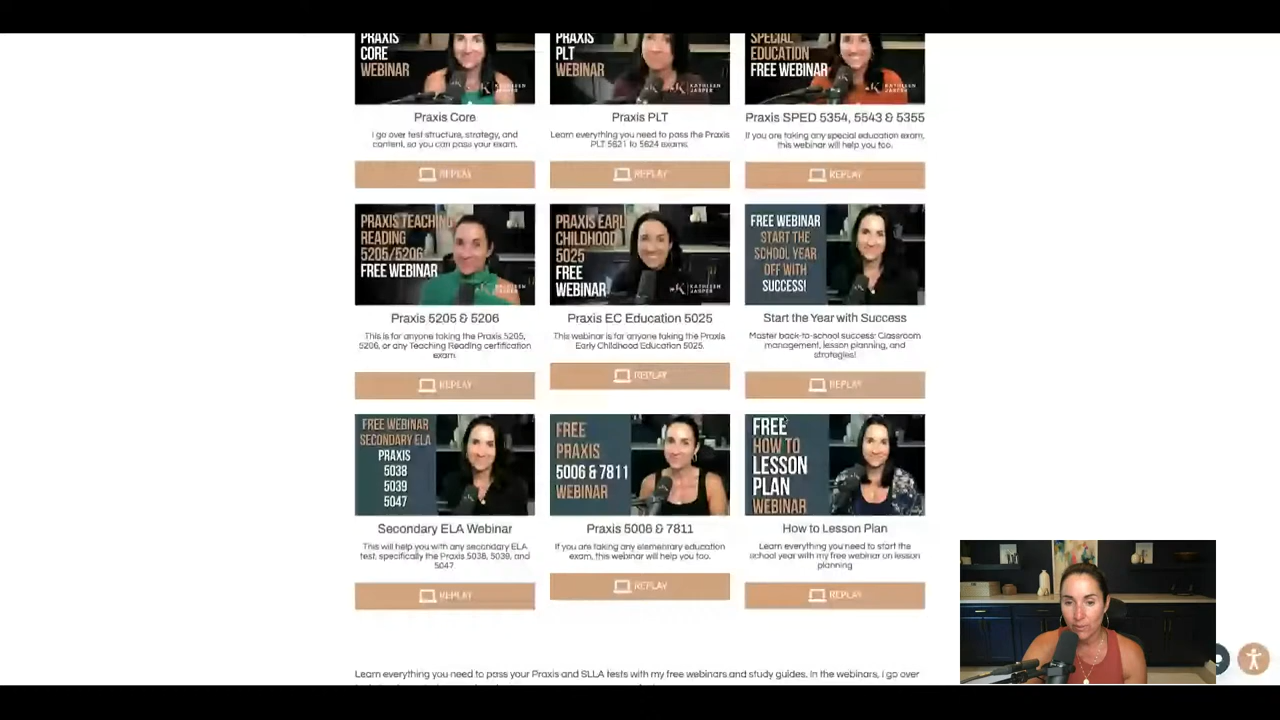 PRAXIS
CORE
WEBINAR
KATHLEEN
JASPER
PRAXIS
PLT
WEBINAR
KATHLEEN
JASPER
SPECIAL
EDUCATION
FREE WEBINAR
KATHLEEN
JASPER
Praxis Core
I go over test structure, strategy, and
content, so you can pass your exam.
REPLAY
Praxis PLT
Learn everything you need to pass the Praxis
PLT 5621 to 5624 exams.
REPLAY
Praxis SPED 5354, 5543 & 5355
If you are taking any special education exam,
this webinar will help you too.
REPLAY
PRAXIS TEACHING
READING
5205/5206
FREE WEBINAR
KATHLEEN
JASPER
PRAXIS EARL
CHILDHOOD
5025
FREE
WEBINAR
KATHLEEN
JASPER
FREE WEBINAR
START THE
SCHOOL YEAR
OFF WITH
SUCCESS!
Praxis 5205 & 5206
This is for anyone taking the Praxis 5205,
5206, or any Teaching Reading certification
exam.
REPLAY
Praxis EC Education 5025
This webinar is for anyone taking the Praxis
Early Childhood Education 5025.
REPLAY
Start the Year with Success
Master back-to-school success: Classroom
management, lesson planning, and
strategies!
REPLAY
FREE WEBINAR
SECONDARY ELA
PRAXIS
5038
5039
5047
FREE
PRAXIS
5006 & 7811
WEBINAR
FREE
HOW TO
LESSON
PLAN
WEBINAR
Secondary ELA Webinar
This will help you with any secondary ELA
test, specifically the Praxis 5038, 5039, and
5047
REPLAY
Praxis 5006 & 7811
If you are taking any elementary education
exam, this webinar will help you too.
REPLAY
How to Lesson Plan
Learn everything you need to start the
school year with my free webinar on lesson
planning
REPLAY
Learn everything you need to pass your Praxis and SLLA tests with my free webinars and study guides. In the webinars, I go over